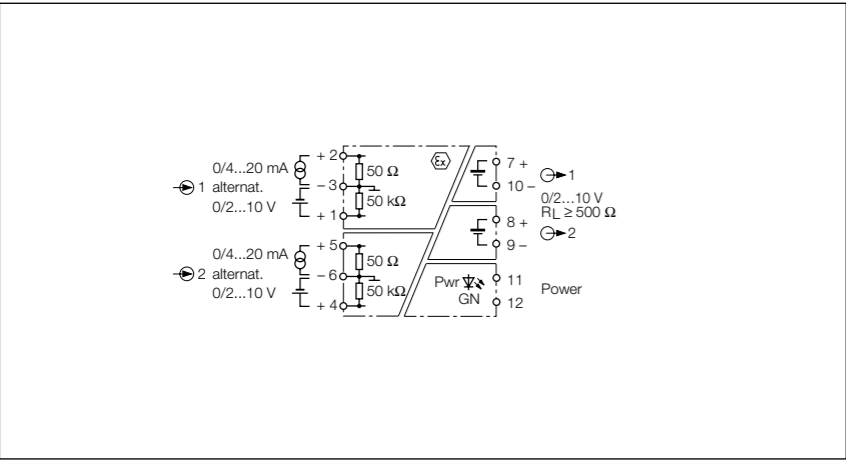 + 2
0/4...20 mA
50 Ω
1 alternat.
– 3
0/2...10 V
50 kΩ
+ 1
+ 5
0/4...20 mA
50 Ω
2 alternat.
– 6
0/2...10 V
50 kΩ
+ 4
εx
7 +
1
10 –
0/2...10 V
RL ≥ 500 Ω
8 +
2
9 –
Pwr
GN
11
12
Power